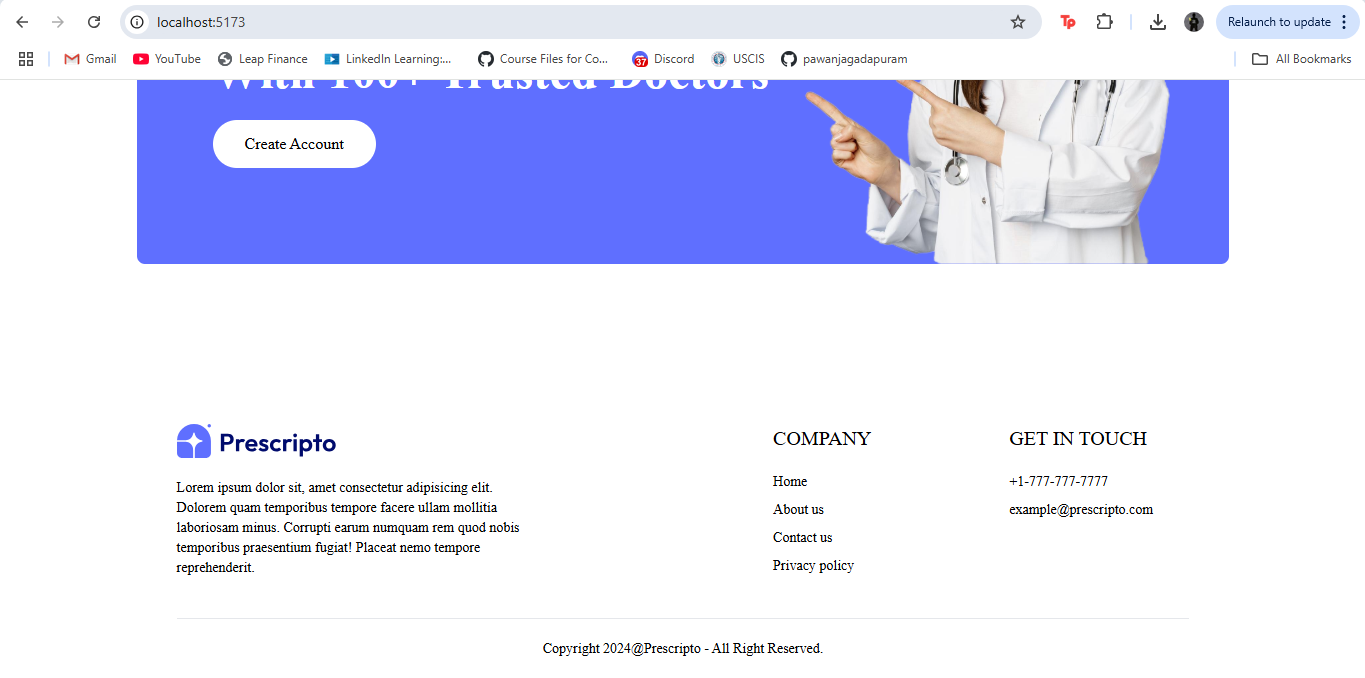 localhost:5173
Tp
Relaunch to update
Gmail
YouTube
Leap Finance
LinkedIn Learning:...
Course Files for Co...
37
Discord
USCIS
pawanjagadapuram
All Bookmarks
With 100+ Trusted Doctors
Create Account
Prescripto
Lorem ipsum dolor sit, amet consectetur adipisicing elit.
Dolorem quam temporibus tempore facere ullam mollitia
laboriosam minus. Corrupti earum numquam rem quod nobis
temporibus praesentium fugiat! Placeat nemo tempore
reprehenderit.
COMPANY
Home
About us
Contact us
Privacy policy
GET IN TOUCH
+1-777-777-7777
example@prescripto.com
Copyright 2024@Prescripto - All Right Reserved.